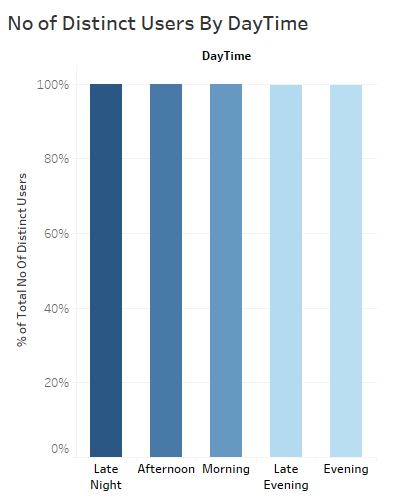 No of Distinct Users By DayTime
DayTime
% of Total No Of Distinct Users
100%
80%
60%
40%
20%
0%
Late Night
Afternoon
Morning
Late Evening
Evening